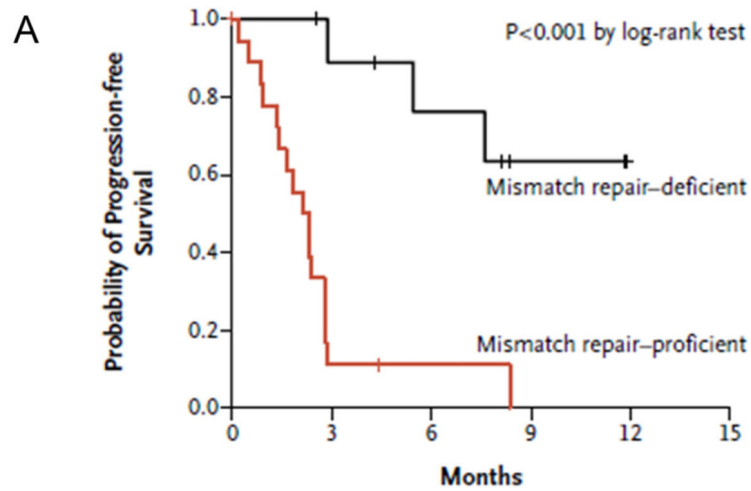 A
P<0.001 by log-rank test
Probability of Progression-free
Survival
1.0
0.8
0.6
0.4
0.2
0.0
Mismatch repair–deficient
Mismatch repair–proficient
0
3
6
9
12
15
Months